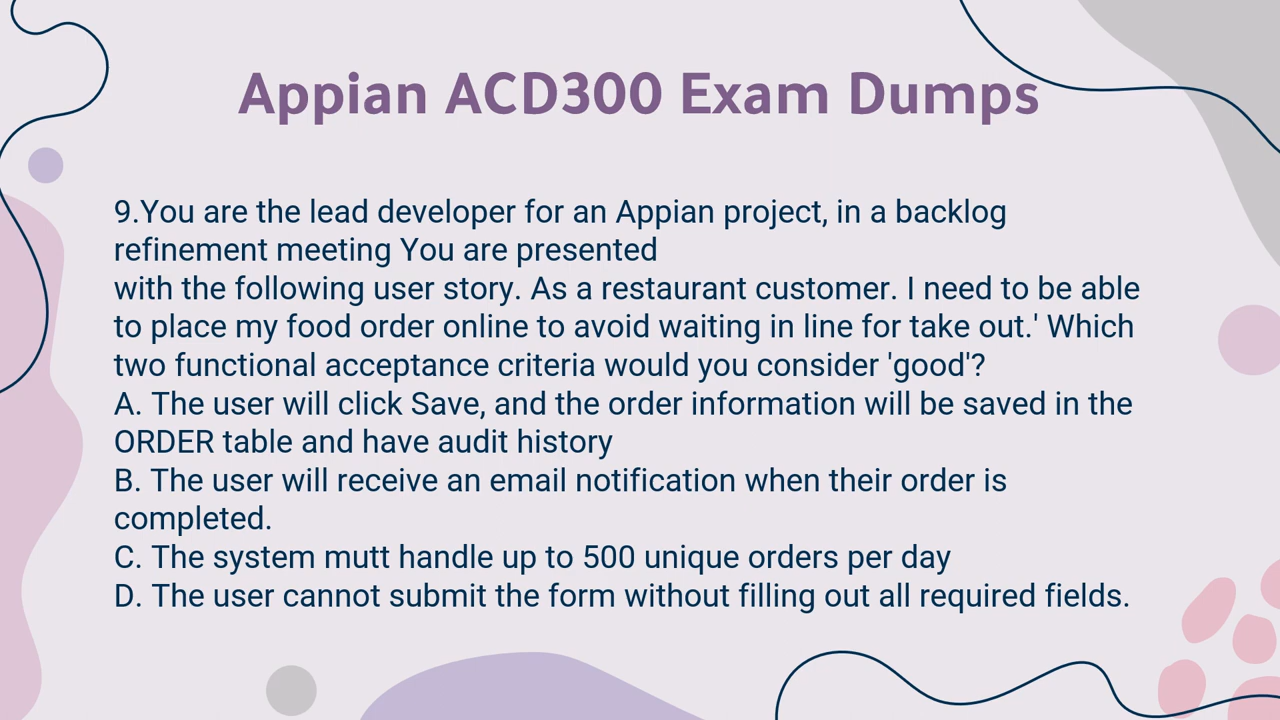 Appian ACD300 Exam Dumps
9.You are the lead developer for an Appian project, in a backlog
refinement meeting You are presented
with the following user story. As a restaurant customer. I need to be able
to place my food order online to avoid waiting in line for take out.' Which
two functional acceptance criteria would you consider 'good'?
A. The user will click Save, and the order information will be saved in the
ORDER table and have audit history
B. The user will receive an email notification when their order is
completed.
C. The system mutt handle up to 500 unique orders per day
D. The user cannot submit the form without filling out all required fields.